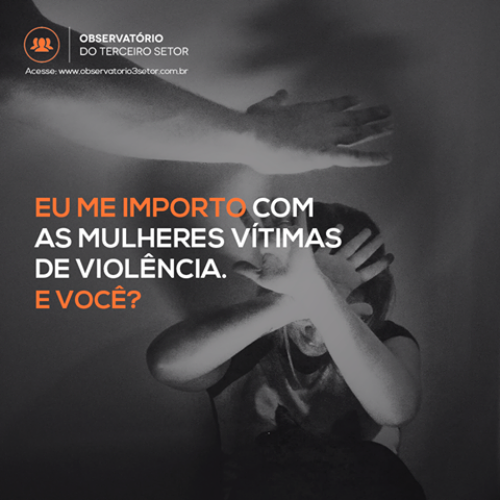 OBSERVATÓRIO
DO TERCEIRO SETOR
Acesse: www.observatorio3setor.com.br
EU ME IMPORTO COM
AS MULHERES VÍTIMAS
DE VIOLÊNCIA.
E VOCÊ?